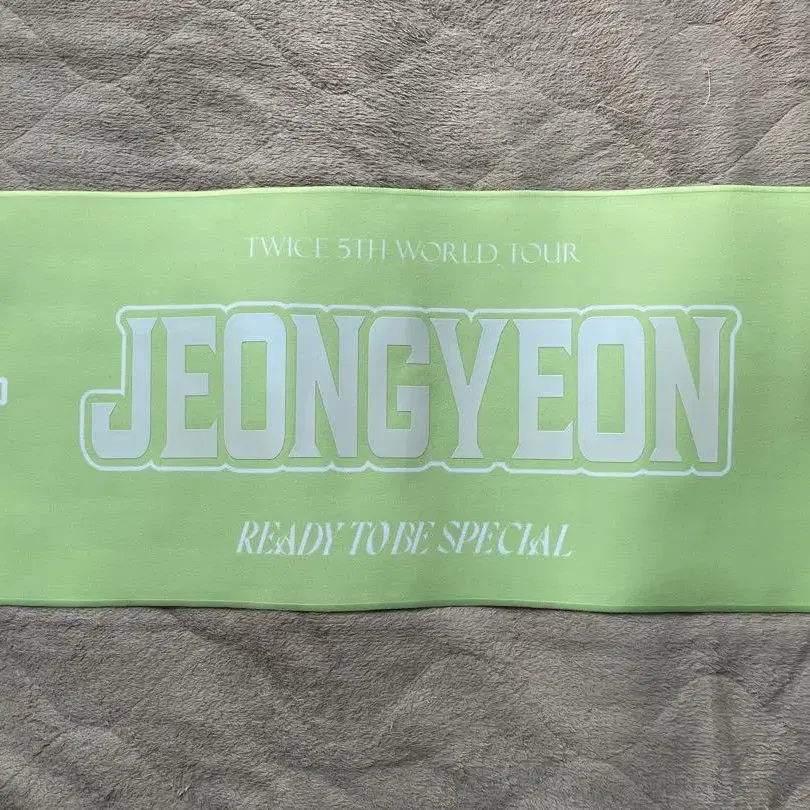 TWICE 5TH WORLD TOUR
JEONGYEON
READY TO BE SPECIAL